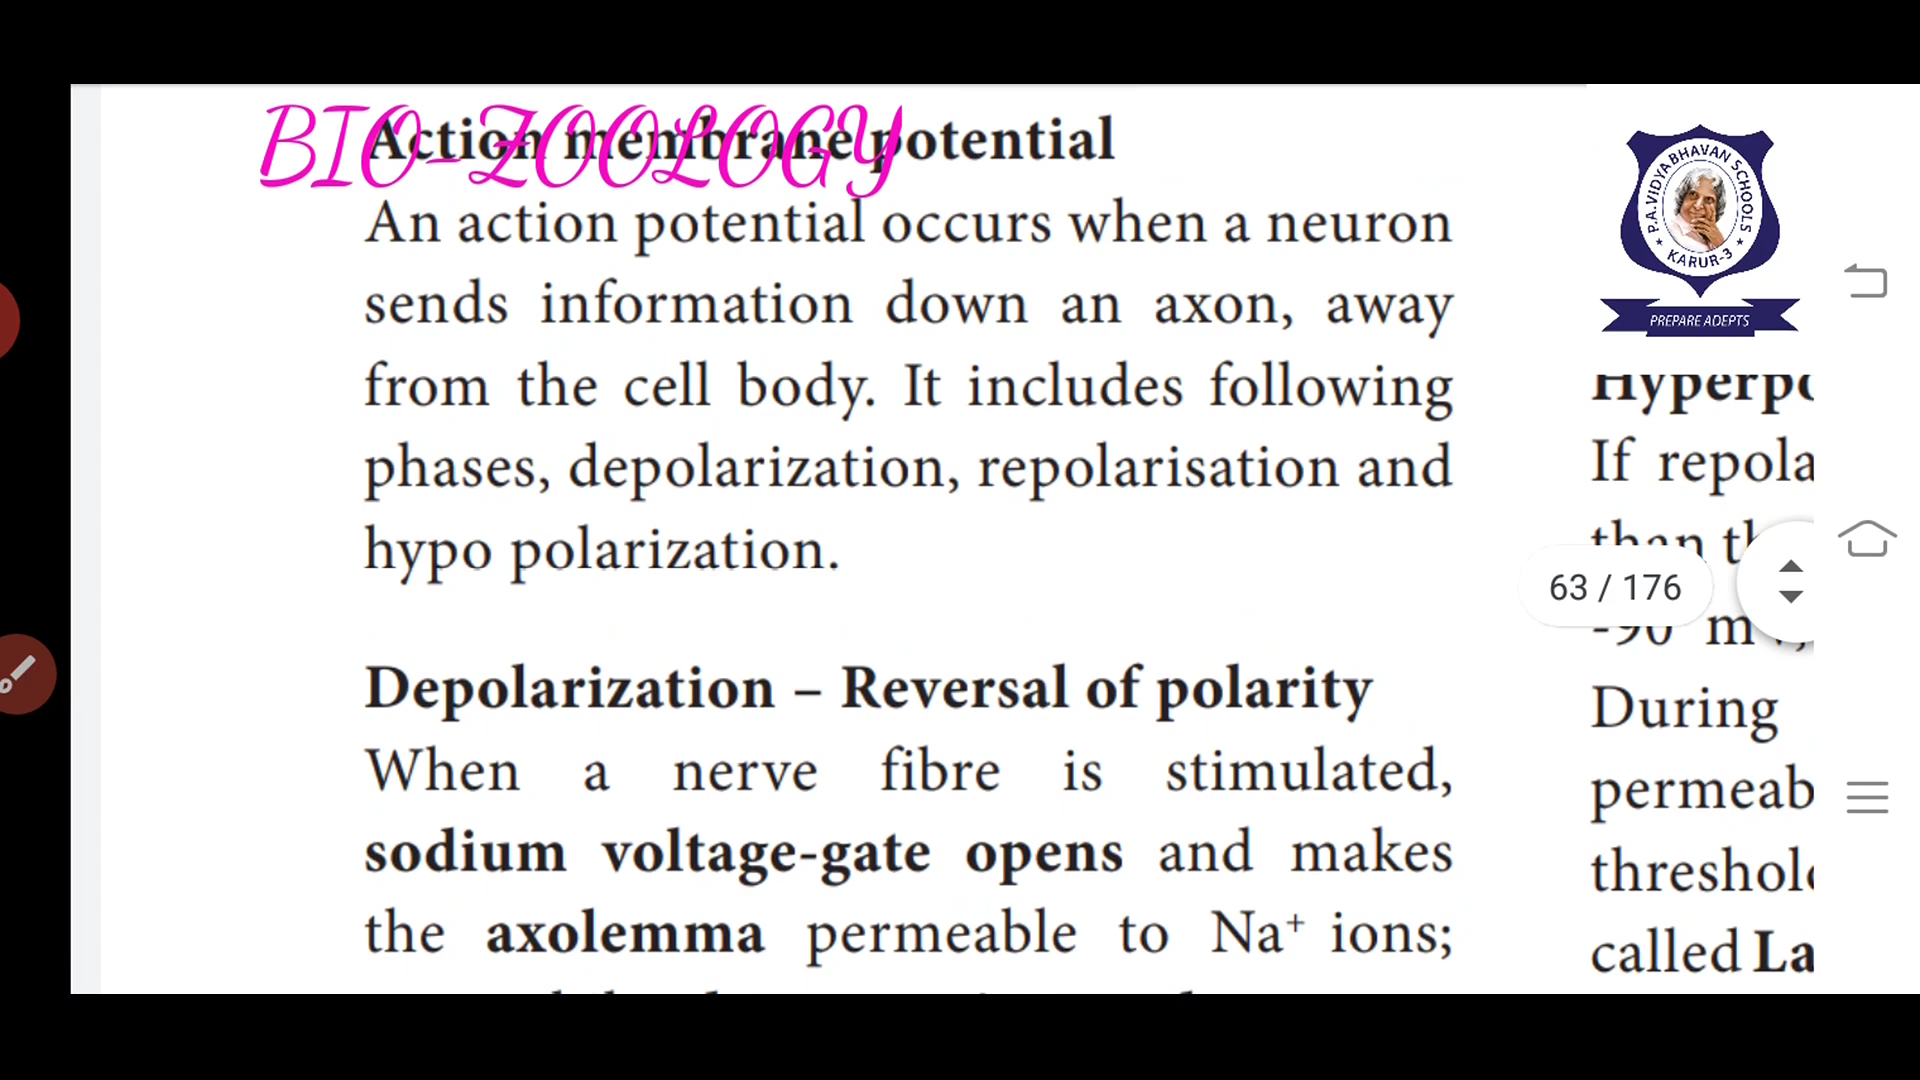 BIO-ZOOLOGY
Action membrane potential
An action potential occurs when a neuron
sends information down an axon, away
from the cell body. It includes following
phases, depolarization, repolarisation and
hypo polarization.
Depolarization – Reversal of polarity
When a nerve fibre is stimulated,
sodium voltage-gate opens and makes
the axolemma permeable to Na⁺ ions;
P.A.VIDYA BHAVAN SCHOOLS
★ KARUR-3 ★
PREPARE ADEPTS
If repola
63 / 176
-90 m
During
permeab
called La